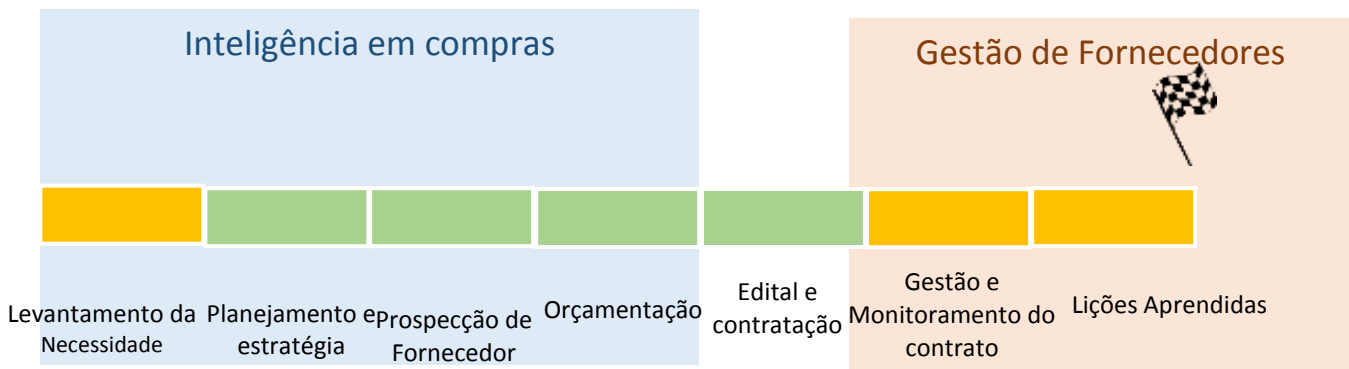 Inteligência em compras
Gestão de Fornecedores
Levantamento da
Necessidade
Planejamento e
estratégia
Prospecção de
Fornecedor
Orçamentação
Edital e
contratação
Gestão e
Monitoramento do
contrato
Lições Aprendidas